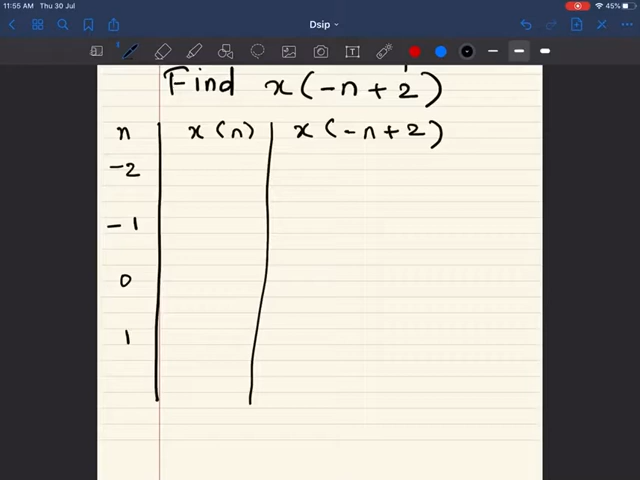 11:55 AM Thu 30 Jul
45%
Dsip
Find x(-n+2)
n x(n) x(-n+2)
-2
-1
0
1